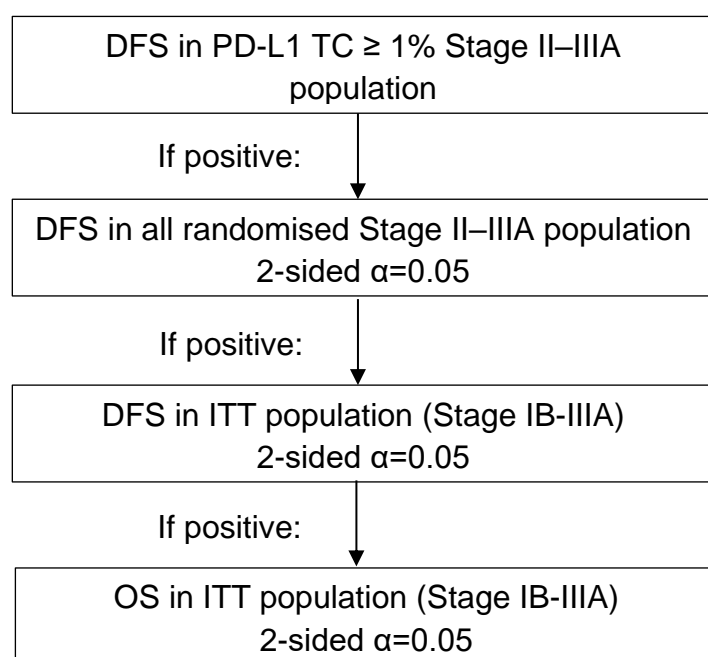 DFS in PD-L1 TC ≥ 1% Stage II–IIIA
population
If positive:
DFS in all randomised Stage II–IIIA population
2-sided α=0.05
If positive:
DFS in ITT population (Stage IB-IIIA)
2-sided α=0.05
If positive:
OS in ITT population (Stage IB-IIIA)
2-sided α=0.05